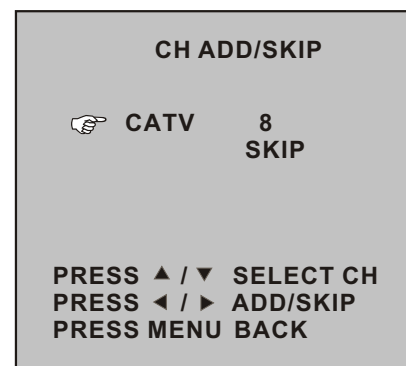 CH ADD/SKIP
CATV 8
SKIP
PRESS ▲ / ▼ SELECT CH
PRESS ◄ / ► ADD/SKIP
PRESS MENU BACK